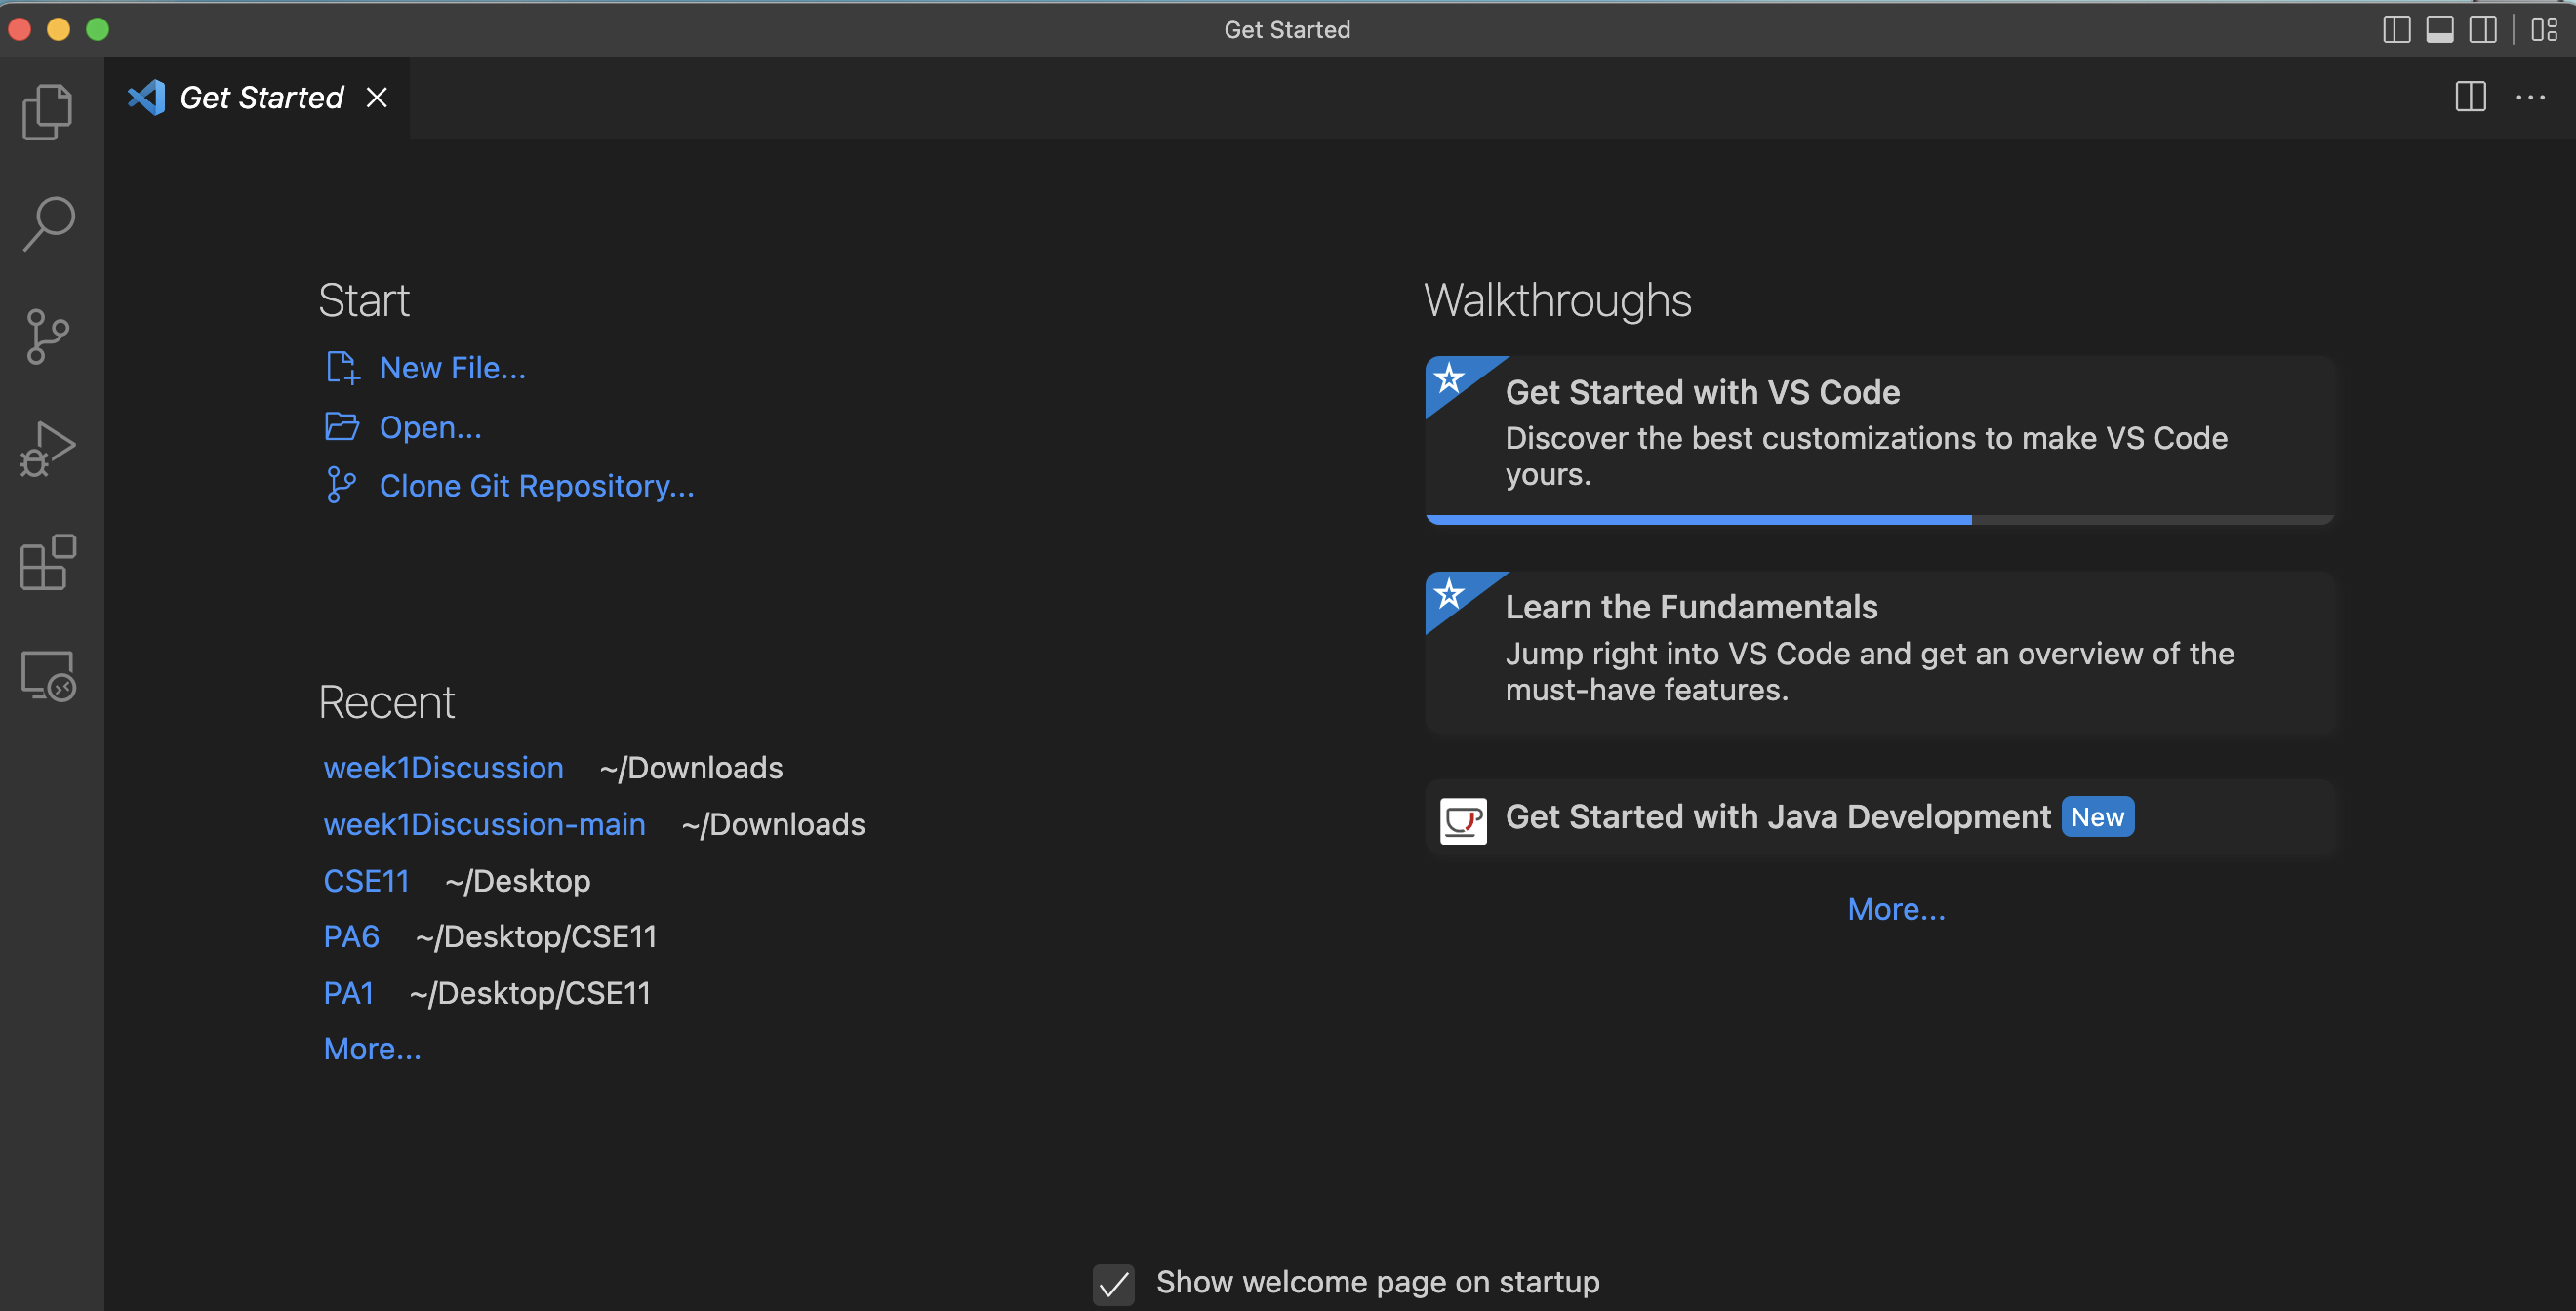 Get Started
Get Started
Start
New File...
Open...
Clone Git Repository...
Recent
week1Discussion ~/Downloads
week1Discussion-main ~/Downloads
CSE11 ~/Desktop
PA6 ~/Desktop/CSE11
PA1 ~/Desktop/CSE11
More...
Walkthroughs
Get Started with VS Code
Discover the best customizations to make VS Code
yours.
Learn the Fundamentals
Jump right into VS Code and get an overview of the
must-have features.
Get Started with Java Development New
More...
Show welcome page on startup